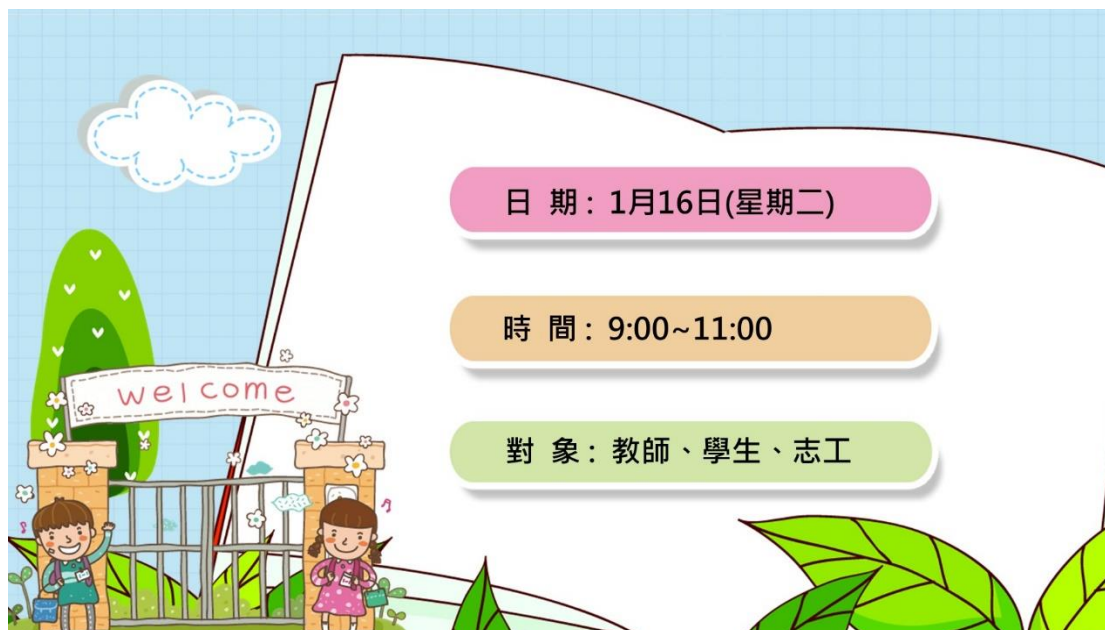 日 期：1月16日(星期二)
時 間：9:00~11:00
welcome
對 象：教師、學生、志工